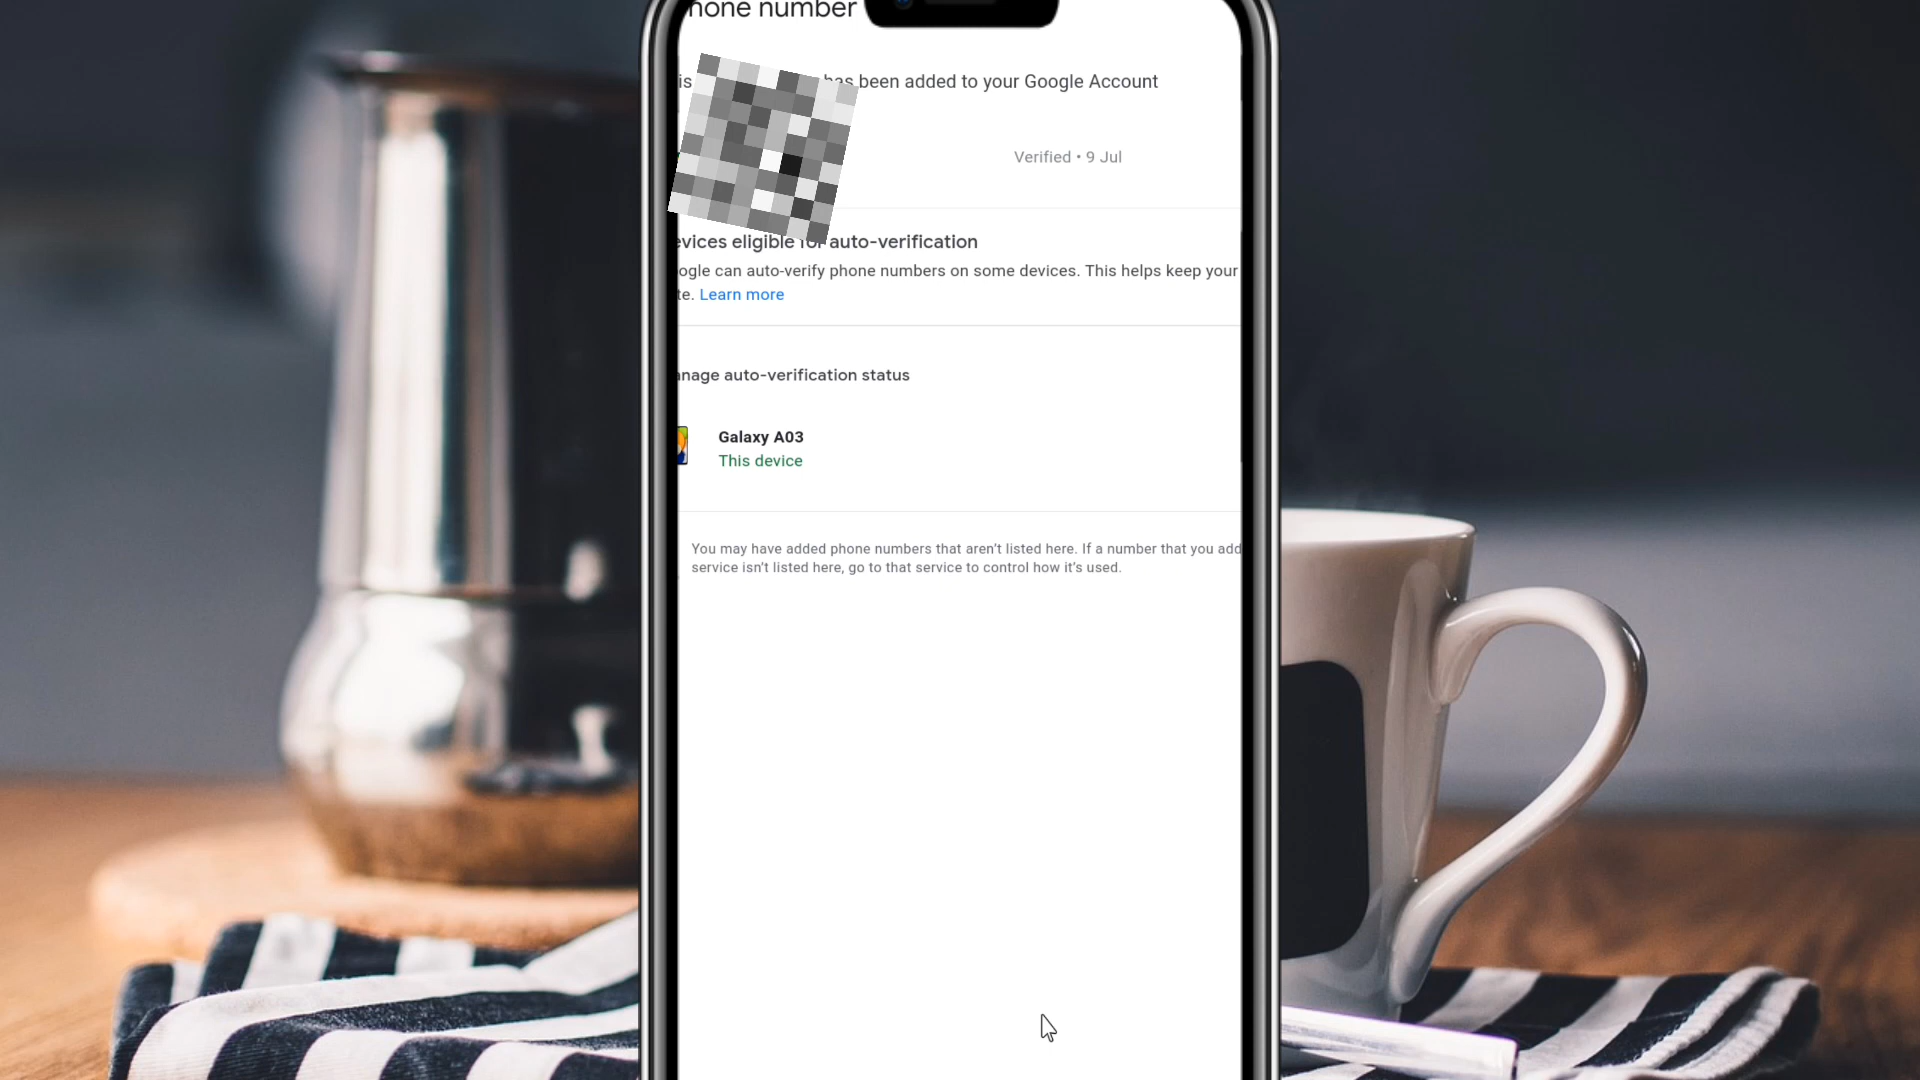 hone number
is has been added to your Google Account
Verified • 9 Jul
evices eligible for auto-verification
ogle can auto-verify phone numbers on some devices. This helps keep your
te. Learn more
anage auto-verification status
Galaxy A03
This device
You may have added phone numbers that aren't listed here. If a number that you add
service isn't listed here, go to that service to control how it's used.